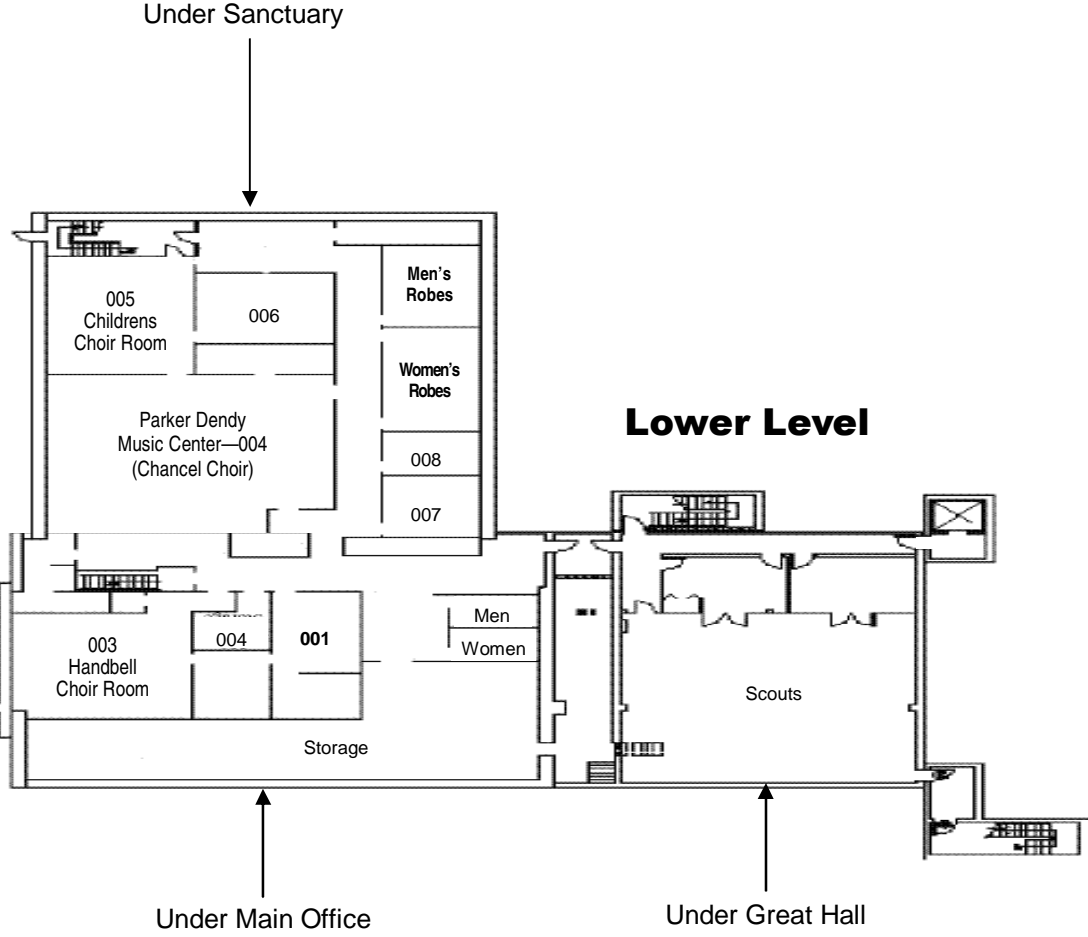 Under Sanctuary
Men's
Robes
005
Childrens
Choir Room
006
Women's
Robes
Parker Dendy
Music Center—004
(Chancel Choir)
Lower Level
008
007
Men
Women
003
Handbell
Choir Room
004
001
Scouts
Storage
Under Main Office
Under Great Hall